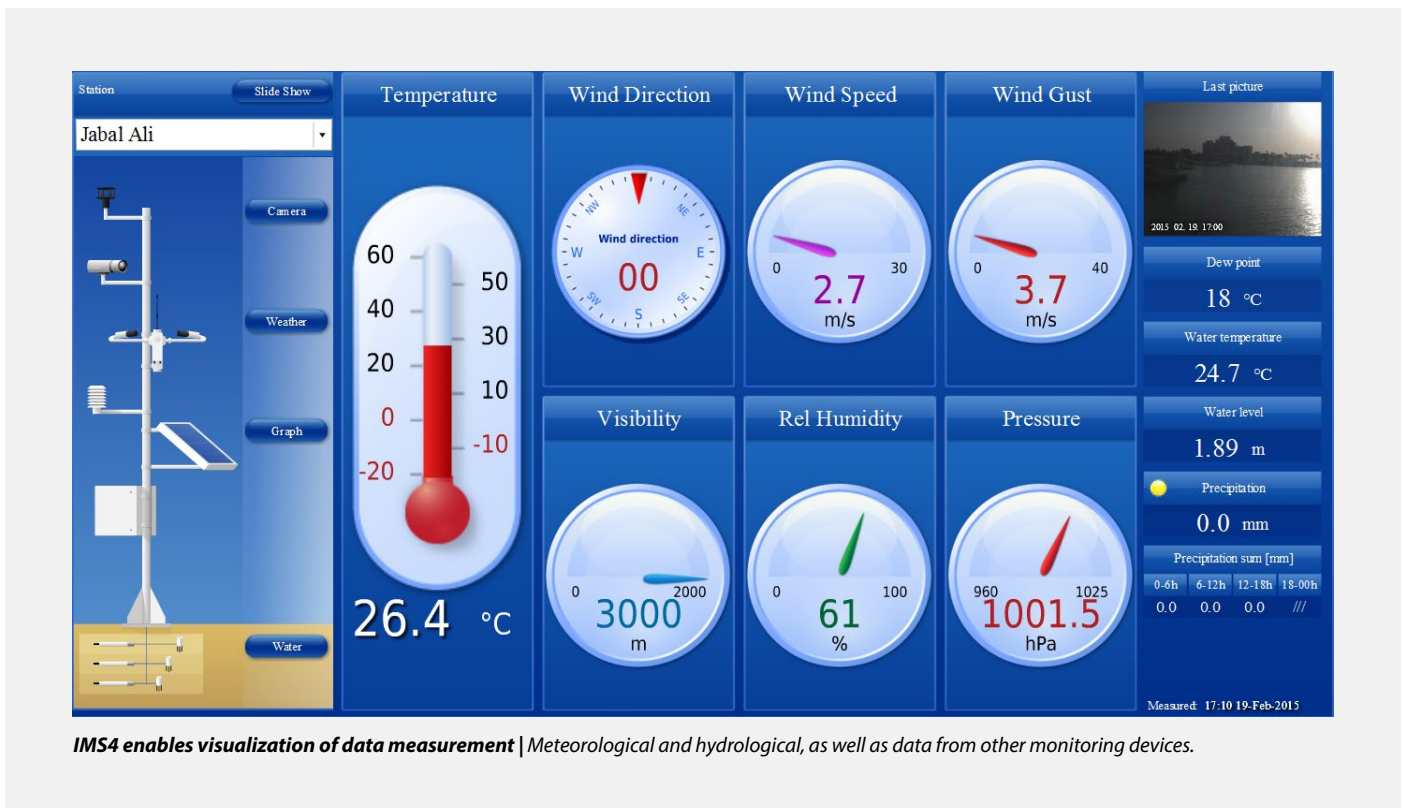 Station
Slide Show
Jabal Ali
Camera
Weather
Graph
Water
Temperature
60
50
40
30
20
10
0
-10
-20
26.4 °C
Wind Direction
NW
NE
Wind direction
W
E
00
SW
SE
S
Wind Speed
0
30
2.7
m/s
Wind Gust
0
40
3.7
m/s
Visibility
0
2000
3000
m
Rel Humidity
0
100
61
%
Pressure
960
1025
1001.5
hPa
Last picture
2015 02. 19. 17:00
Dew point
18 °C
Water temperature
24.7 °C
Water level
1.89 m
Precipitation
0.0 mm
Precipitation sum [mm]
0-6h 6-12h 12-18h 18-00h
0.0 0.0 0.0 ///
Measured: 17:10 19-Feb-2015
IMS4 enables visualization of data measurement | Meteorological and hydrological, as well as data from other monitoring devices.